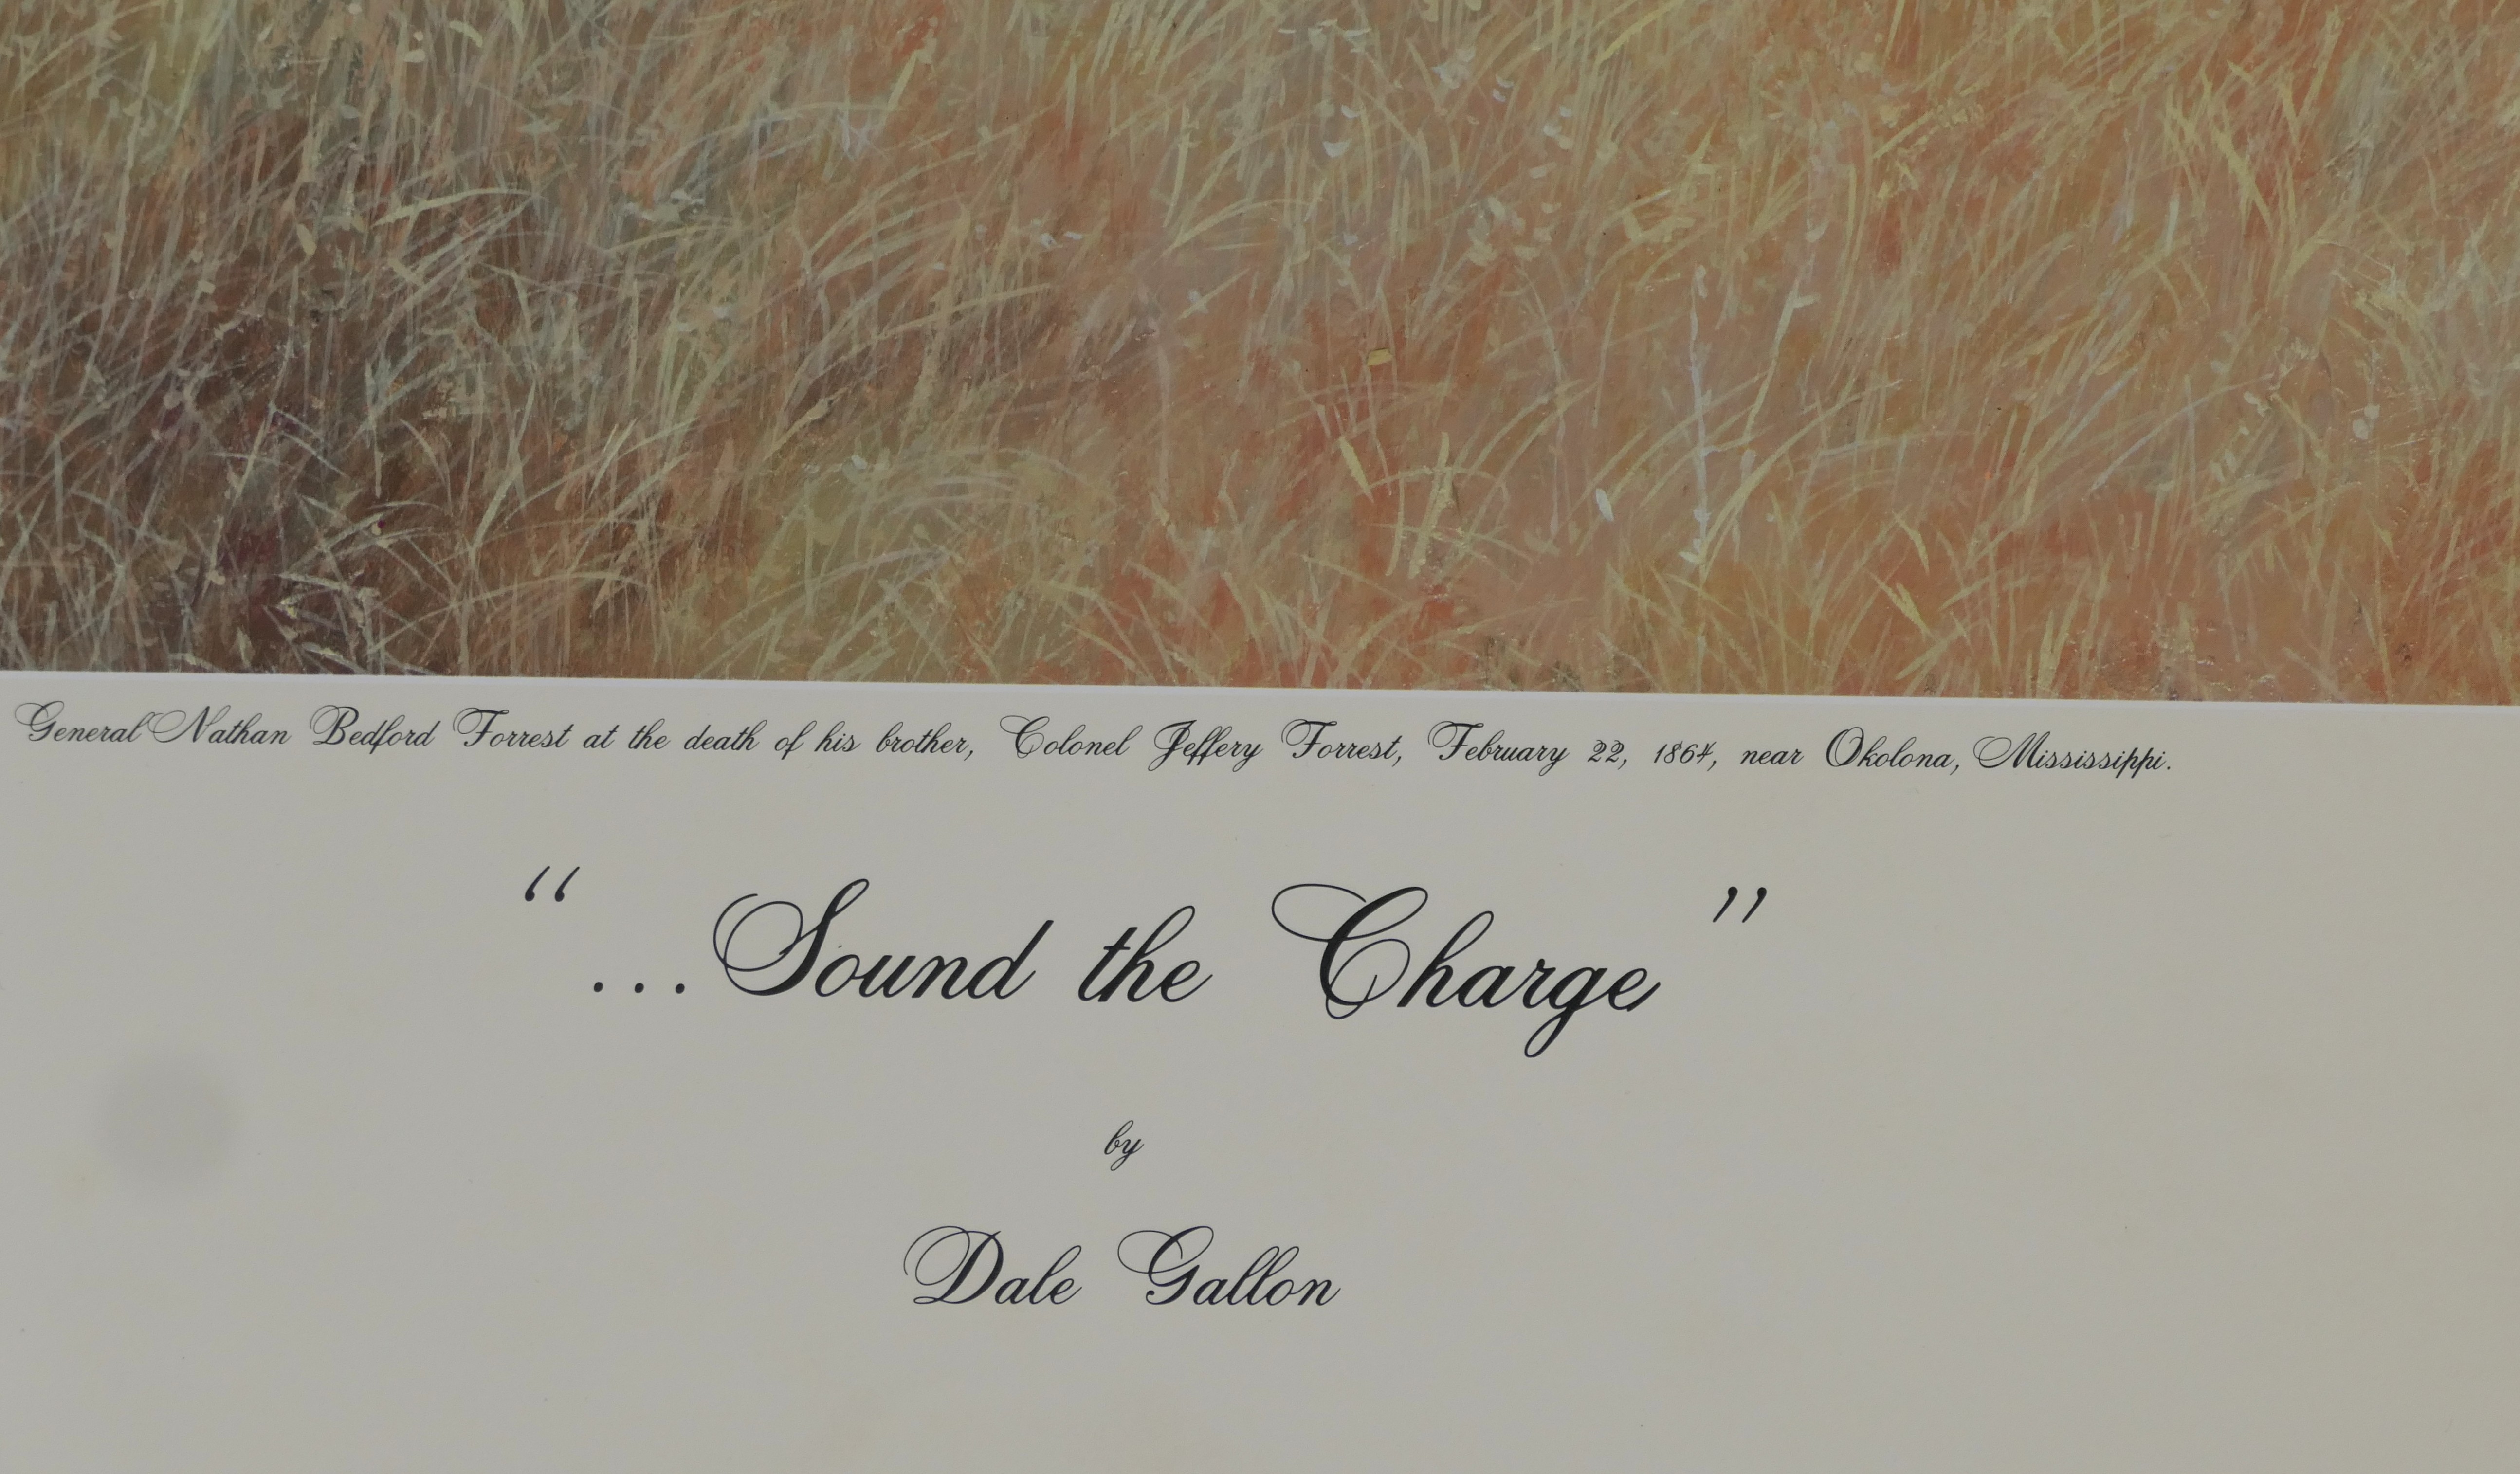 General Nathan Bedford Forrest at the death of his brother, Colonel Jeffery Forrest, February 22, 1864, near Okolona, Mississippi.
“...Sound the Charge”
by
Dale Gallon